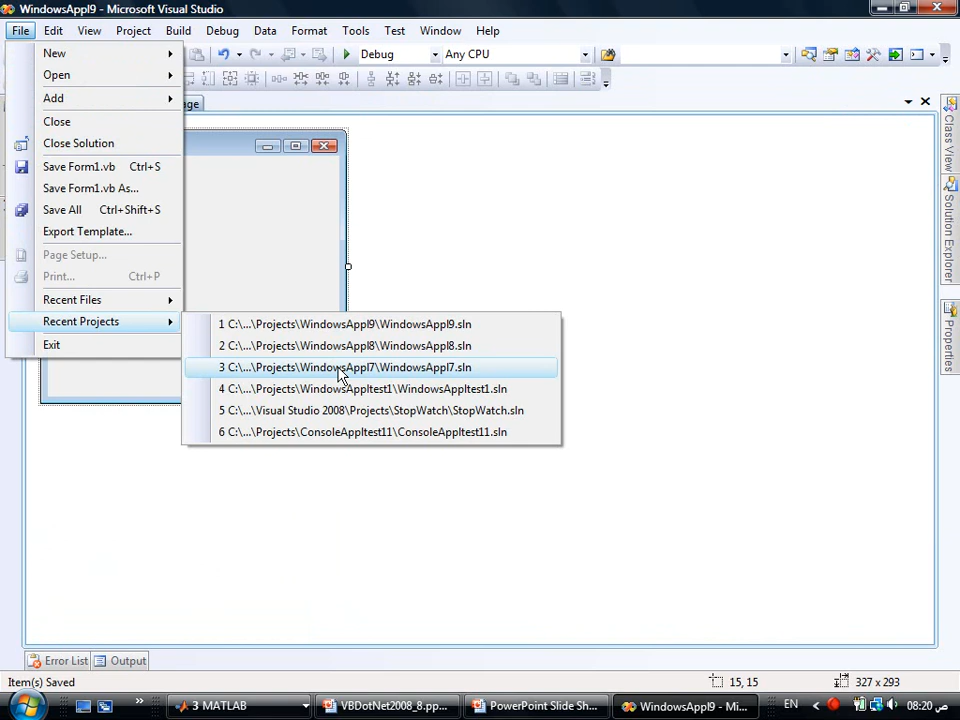 WindowsAppl9 - Microsoft Visual Studio
File Edit View Project Build Debug Data Format Tools Test Window Help
Debug Any CPU
New
Open
Add
Close
Close Solution
Save Form1.vb Ctrl+S
Save Form1.vb As...
Save All Ctrl+Shift+S
Export Template...
Page Setup...
Print... Ctrl+P
Recent Files
Recent Projects
Exit
1 C:\...\Projects\WindowsAppl9\WindowsAppl9.sln
2 C:\...\Projects\WindowsAppl8\WindowsAppl8.sln
3 C:\...\Projects\WindowsAppl7\WindowsAppl7.sln
4 C:\...\Projects\WindowsAppltest1\WindowsAppltest1.sln
5 C:\...\Visual Studio 2008\Projects\StopWatch\StopWatch.sln
6 C:\...\Projects\ConsoleAppltest11\ConsoleAppltest11.sln
Class View
Solution Explorer
Properties
Error List Output
Item(s) Saved 15, 15 327 x 293
3 MATLAB VBDotNet2008_8.pp... PowerPoint Slide Sh... WindowsAppl9 - Mi... EN 08:20 ص